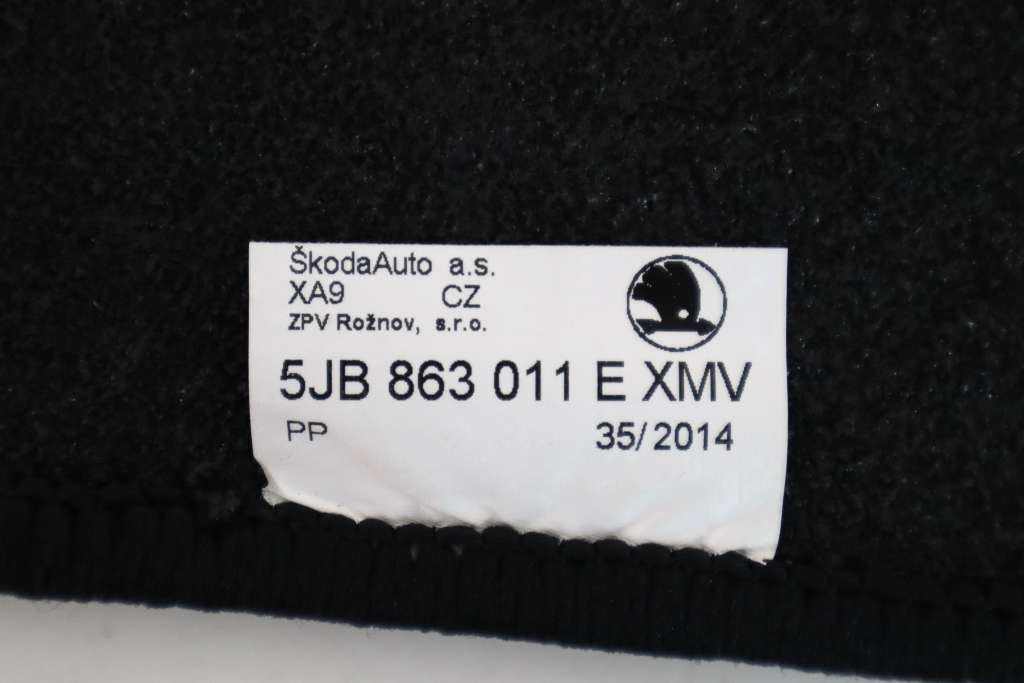 ŠkodaAuto a.s.
XA9 CZ
ZPV Rožnov, s.r.o.
5JB 863 011 E XMV
PP 35/2014